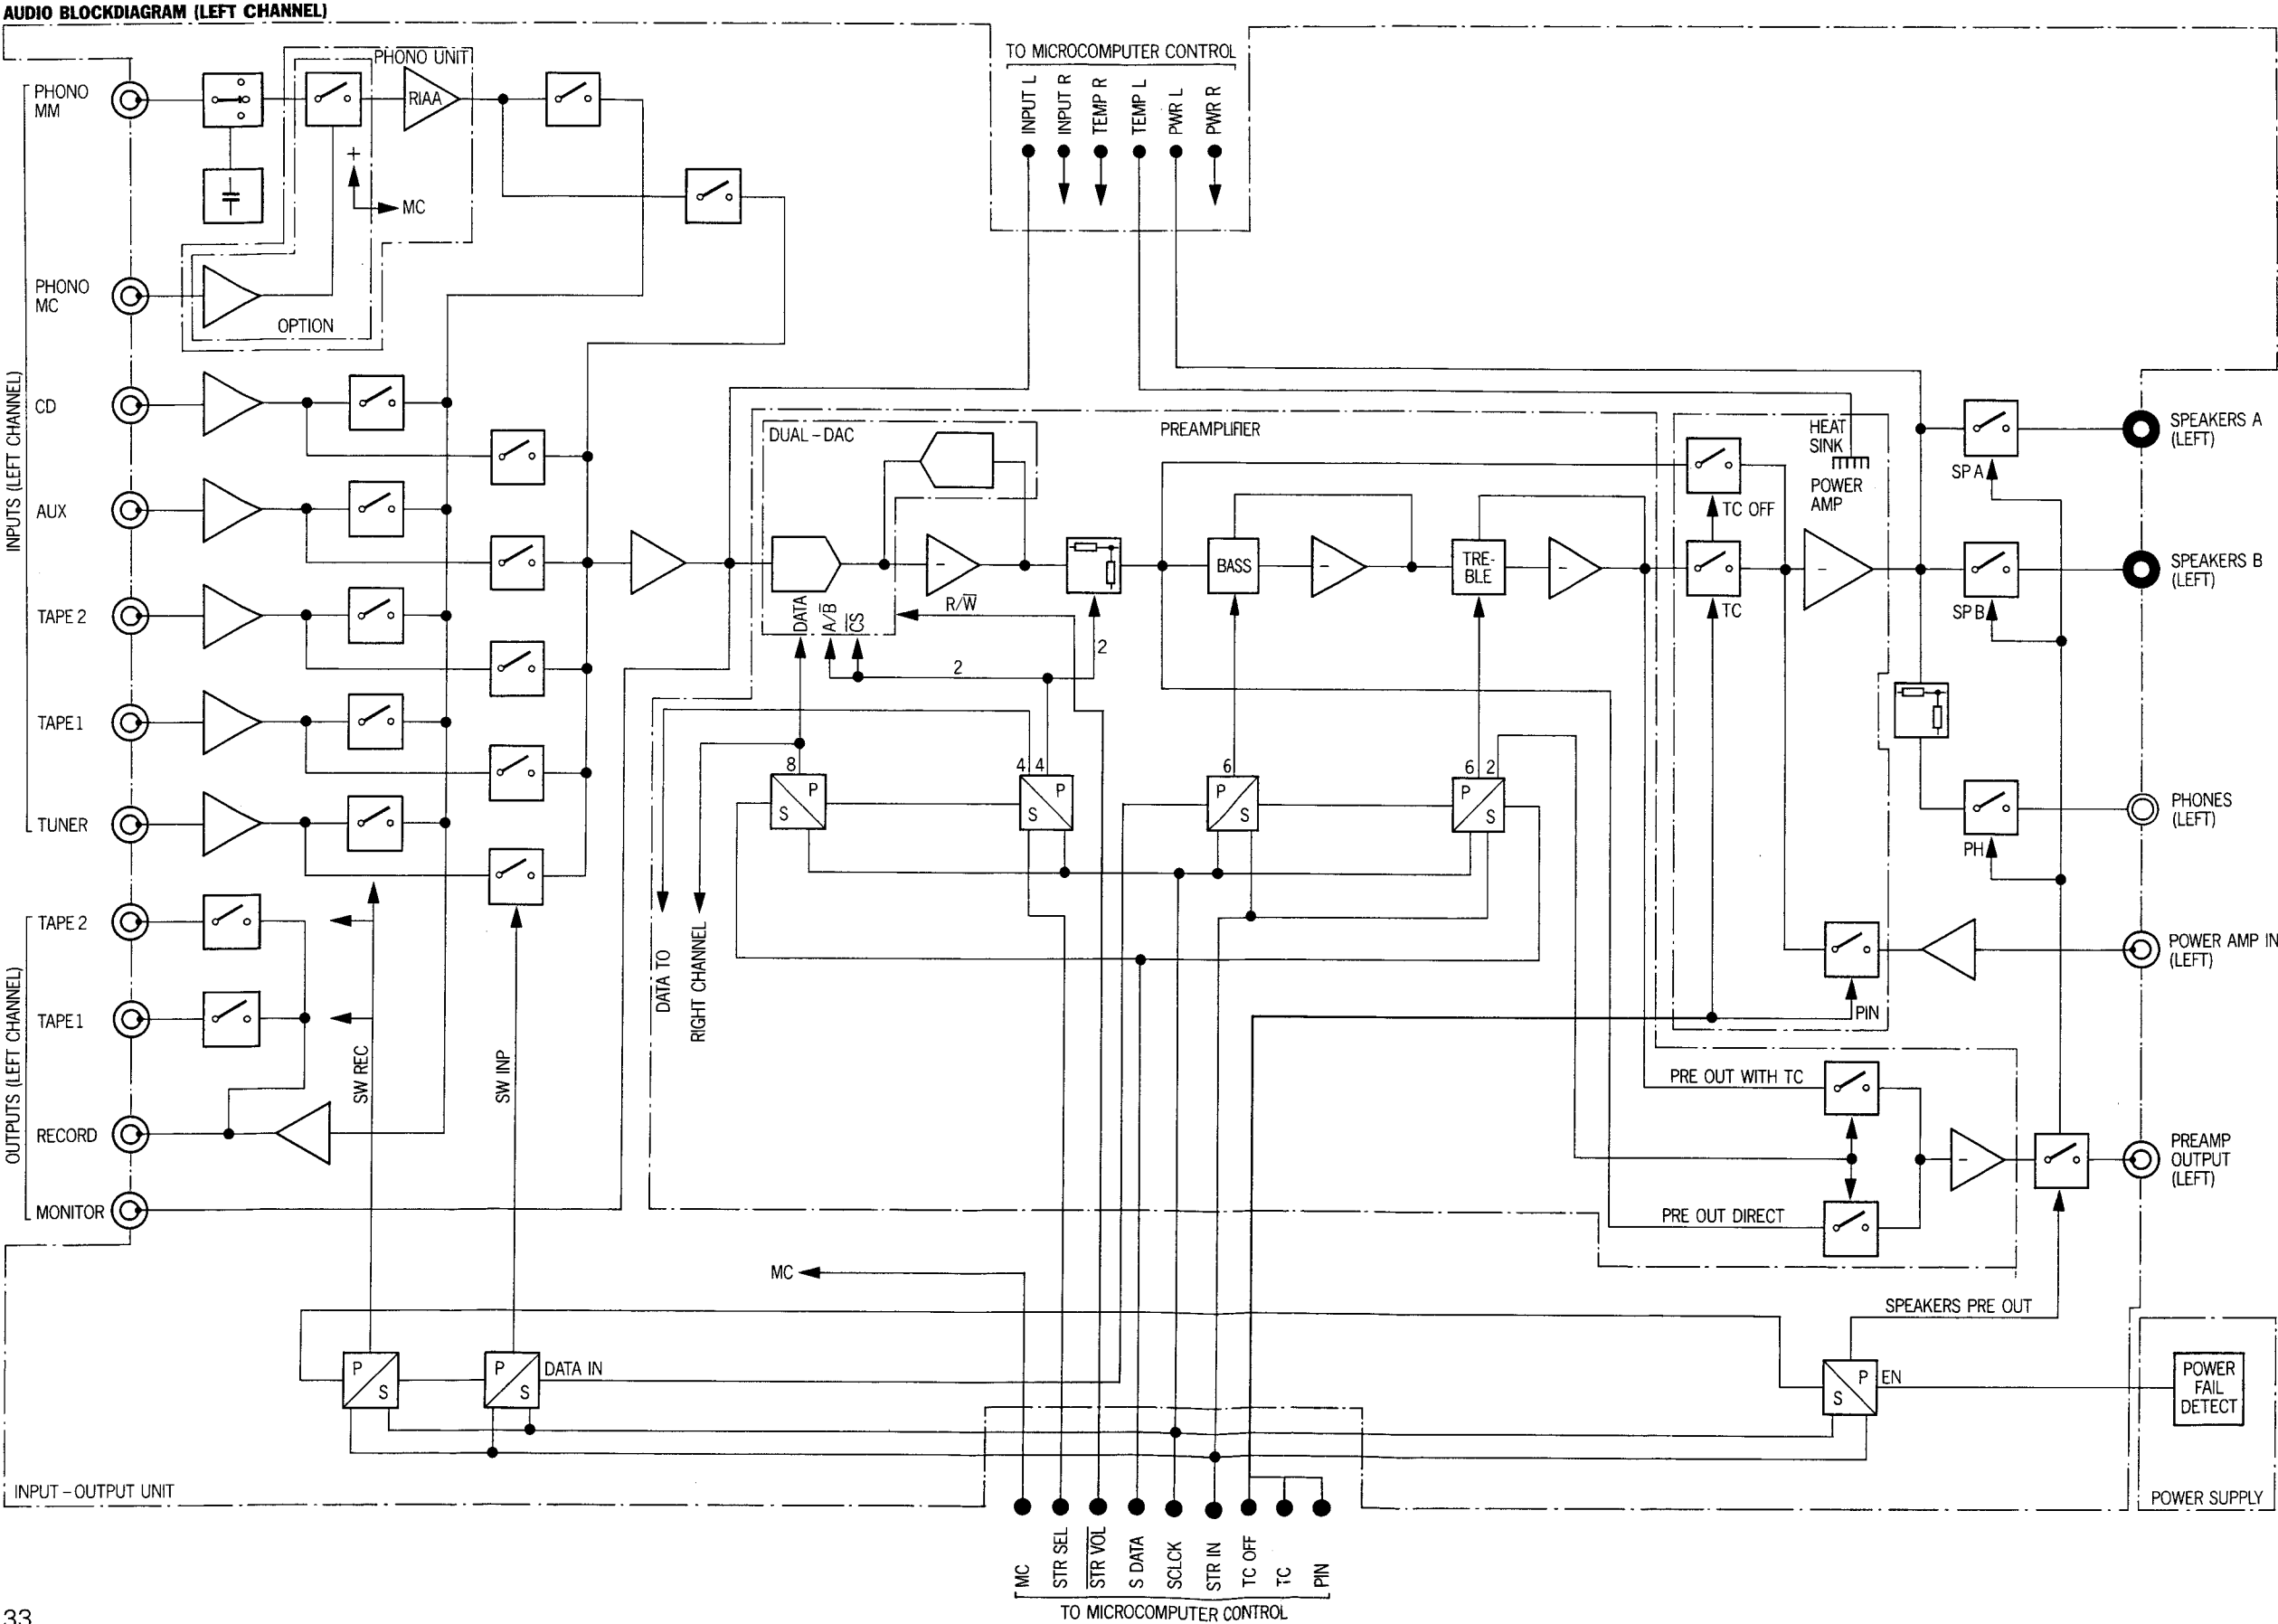 AUDIO BLOCKDIAGRAM (LEFT CHANNEL)
TO MICROCOMPUTER CONTROL
INPUT L
INPUT R
TEMP R
TEMP L
PWR L
PWR R
INPUTS (LEFT CHANNEL)
PHONO
MM
PHONO UNIT
RIAA
+
MC
PHONO
MC
OPTION
CD
AUX
TAPE 2
TAPE 1
TUNER
OUTPUTS (LEFT CHANNEL)
TAPE 2
TAPE 1
RECORD
MONITOR
SW REC
SW INP
DUAL-DAC
PREAMPLIFIER
DATA
A/B̅
C̅S̅
R/W̅
2
2
-
BASS
-
TRE-
BLE
-
HEAT
SINK
POWER
AMP
TC OFF
TC
-
SP A
SP B
PH
PIN
SPEAKERS A
(LEFT)
SPEAKERS B
(LEFT)
PHONES
(LEFT)
POWER AMP IN
(LEFT)
PREAMP
OUTPUT
(LEFT)
8
P
S
4 4
P
S
6
P
S
6 2
P
S
DATA TO
RIGHT CHANNEL
PRE OUT WITH TC
-
PRE OUT DIRECT
MC
SPEAKERS PRE OUT
P
S
P
S
DATA IN
P
S
EN
POWER
FAIL
DETECT
INPUT-OUTPUT UNIT
POWER SUPPLY
MC
STR SEL
S̅T̅R̅ V̅O̅L̅
S DATA
SCLCK
STR IN
TC OFF
TC
PIN
TO MICROCOMPUTER CONTROL
33